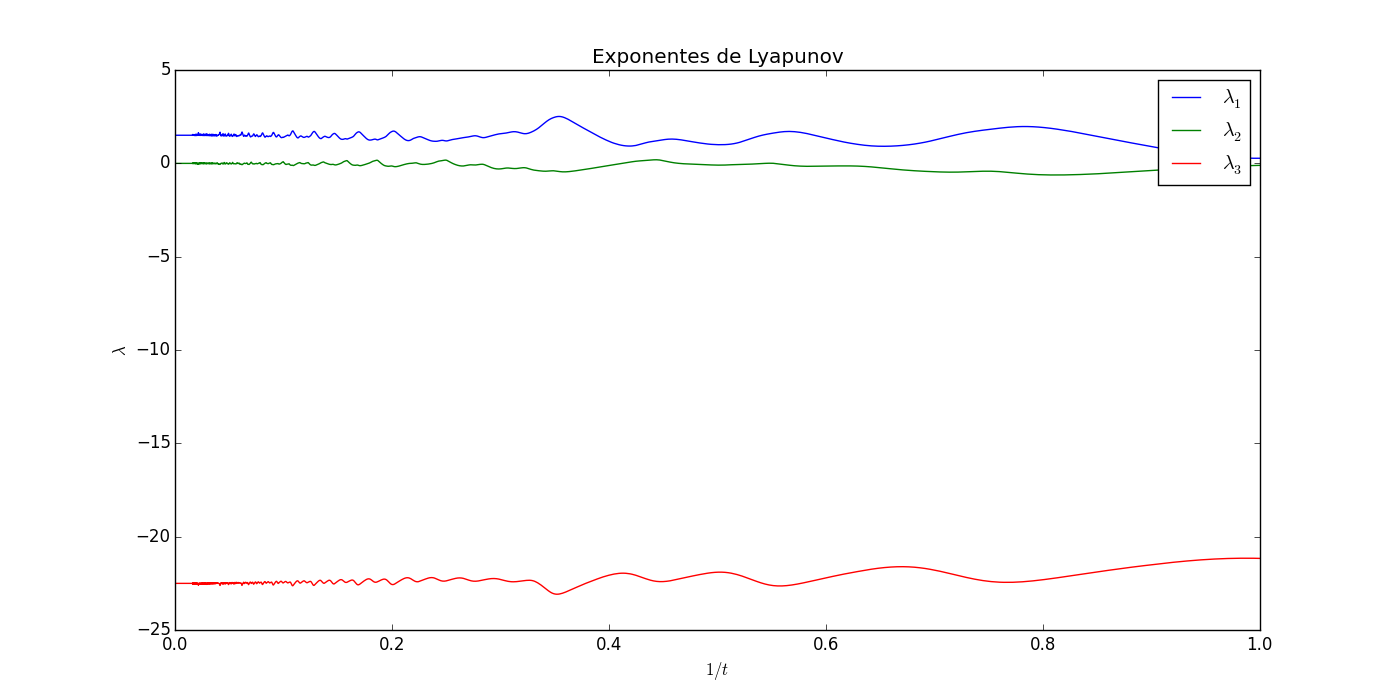 Exponentes de Lyapunov
5
0
−5
−10
−15
−20
−25
λ
λ₁
λ₂
λ₃
0.0 0.2 0.4 0.6 0.8 1.0
1/t